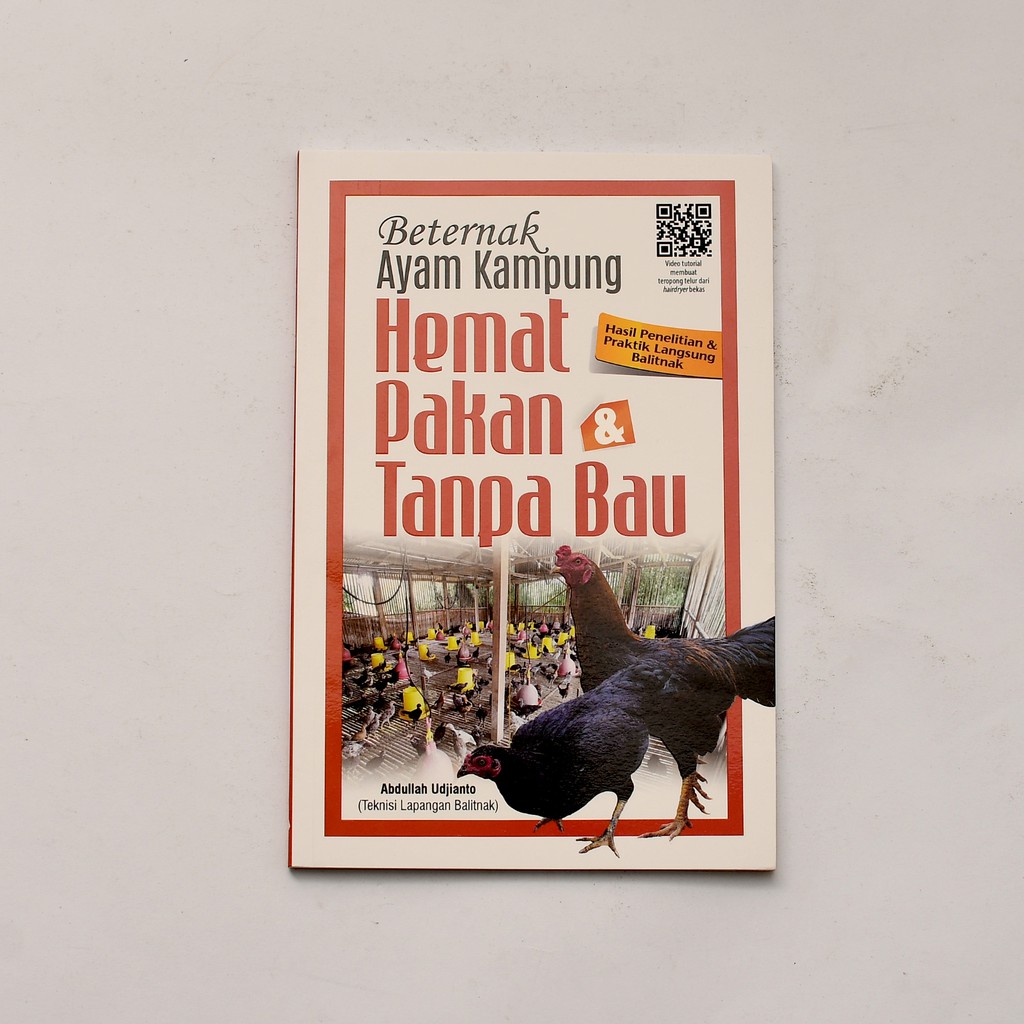 Beternak
Ayam Kampung
Hemat
Pakan &
Tanpa Bau
Video tutorial
membuat
teropong telur dari
hairdryer bekas
Hasil Penelitian &
Praktik Langsung
Balitnak
Abdullah Udjianto
(Teknisi Lapangan Balitnak)